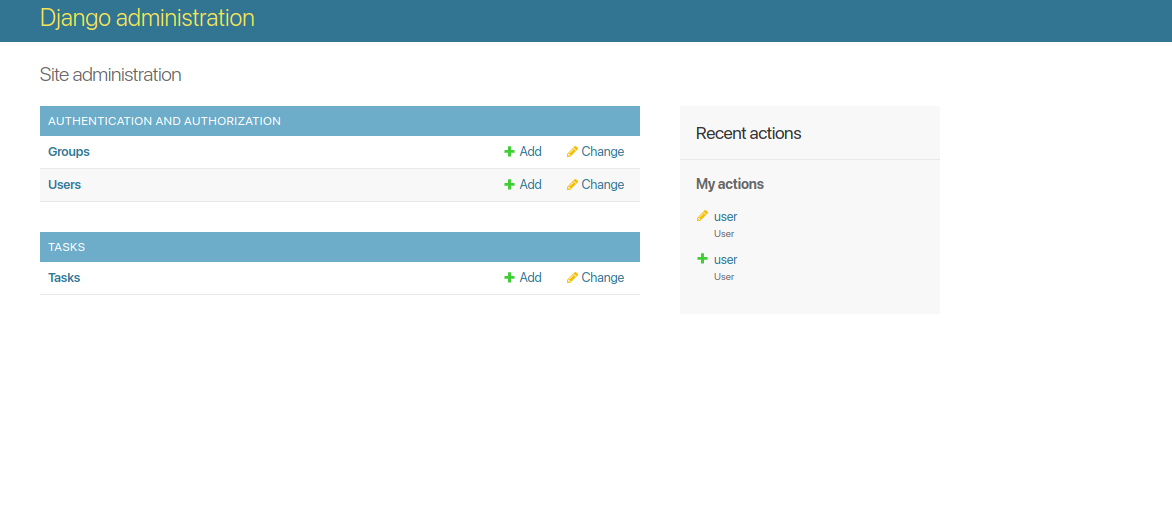 Django administration
Site administration
AUTHENTICATION AND AUTHORIZATION
Groups Add Change
Users Add Change
TASKS
Tasks Add Change
Recent actions
My actions
user
User
user
User